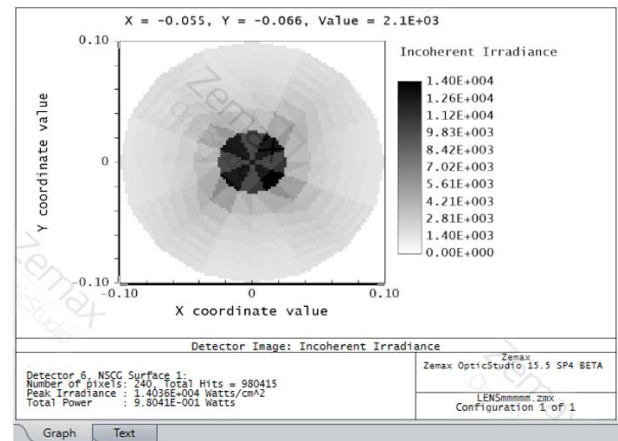 X = -0.055, Y = -0.066, Value = 2.1E+03
0.10
0
-0.10
Y coordinate value
-0.10
0
0.10
X coordinate value
Incoherent Irradiance
1.40E+004
1.26E+004
1.12E+004
9.83E+003
8.42E+003
7.02E+003
5.61E+003
4.21E+003
2.81E+003
1.40E+003
0.00E+000
Zemax
Zemax
OpticStudio
Detector Image: Incoherent Irradiance
Detector 6, NSCG Surface 1:
Number of pixels: 240, Total Hits = 980415
Peak Irradiance : 1.4036E+004 Watts/cm^2
Total Power : 9.8041E-001 Watts
Zemax
Zemax OpticStudio 15.5 SP4 BETA
LENSmmmmm.zmx
Configuration 1 of 1
Graph
Text